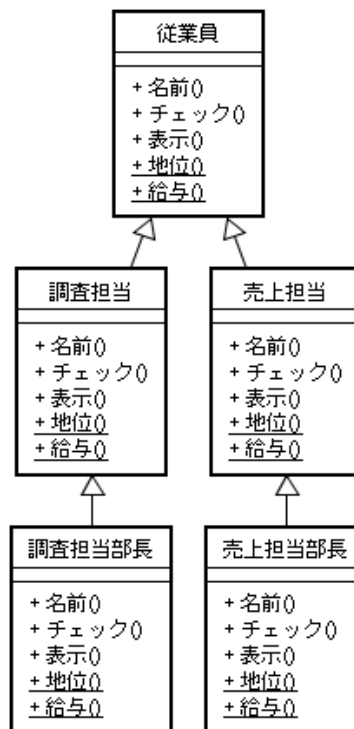 従業員
+ 名前()
+ チェック()
+ 表示()
+ 地位()
+ 給与()
調査担当
+ 名前()
+ チェック()
+ 表示()
+ 地位()
+ 給与()
売上担当
+ 名前()
+ チェック()
+ 表示()
+ 地位()
+ 給与()
調査担当部長
+ 名前()
+ チェック()
+ 表示()
+ 地位()
+ 給与()
売上担当部長
+ 名前()
+ チェック()
+ 表示()
+ 地位()
+ 給与()